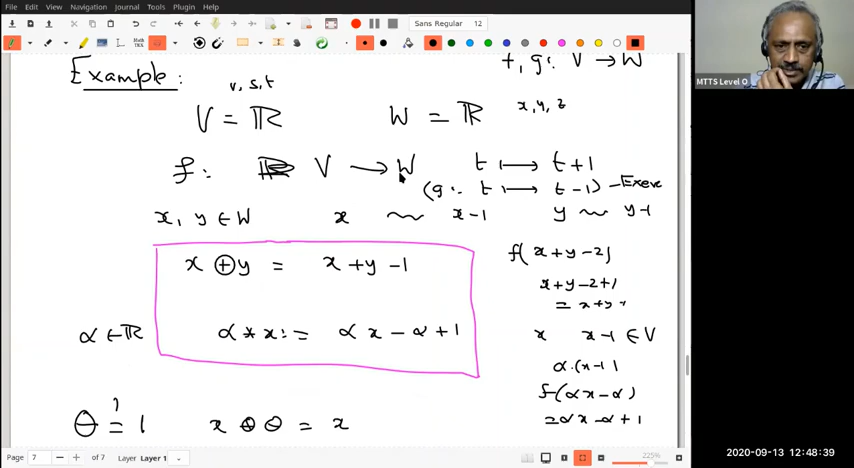 File Edit View Navigation Journal Tools Plugin Help
Sans Regular 12
MTTS Level O
Example :
f, g : V → W
v, s, t
x, y, z
V = ℝ W = ℝ
f : V → W t ↦ t+1
(g : t ↦ t−1) – Exerc
x, y ∈ W x ~~ x−1 y ~~ y−1
x ⊕ y = x + y − 1
α ∈ ℝ α * x := αx − α + 1
f(x+y−2)
x+y−2+1
= x+y−
x x−1 ∈ V
α·(x−1)
f(αx−α)
= αx − α + 1
θ ?= 1 x ⊕ θ = x
Page 7 of 7 Layer Layer 1 225%
2020-09-13 12:48:39